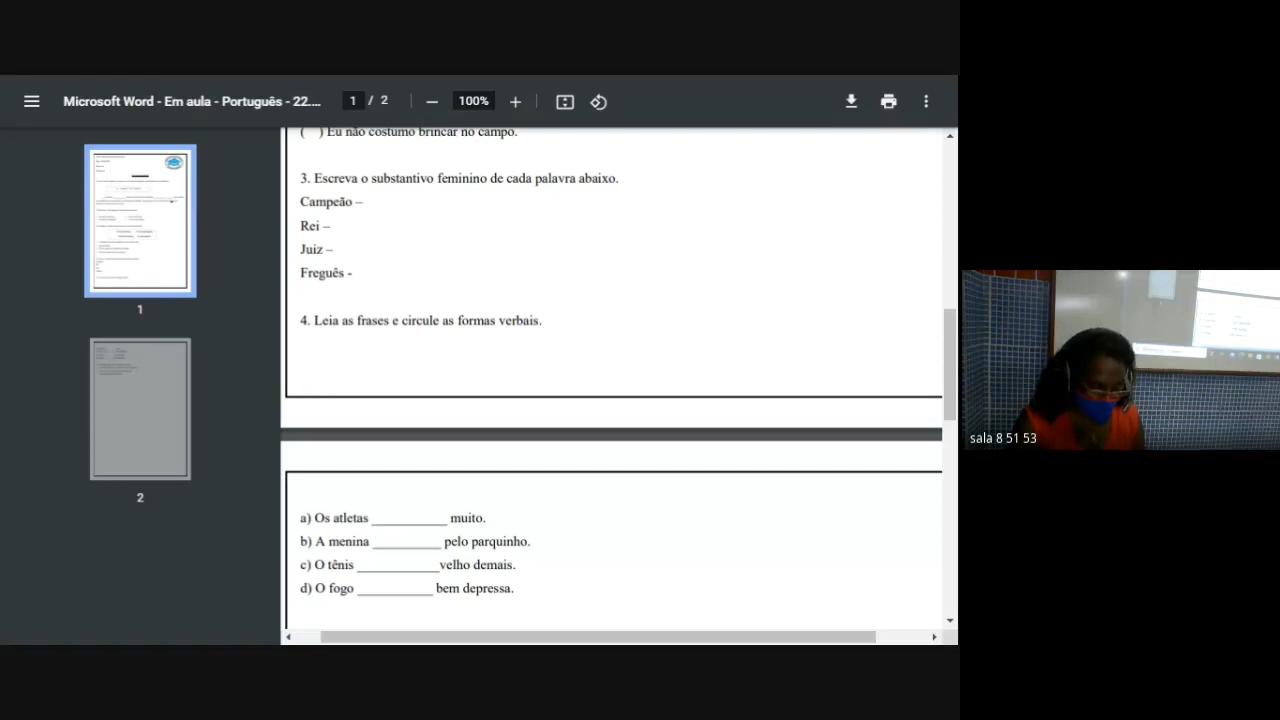 Microsoft Word - Em aula - Português - 22....
1 / 2
100%
( ) Eu não costumo brincar no campo.
3. Escreva o substantivo feminino de cada palavra abaixo.
Campeão –
Rei –
Juiz –
Freguês -
4. Leia as frases e circule as formas verbais.
1
2
a) Os atletas ___________ muito.
b) A menina __________ pelo parquinho.
c) O tênis ____________velho demais.
d) O fogo ___________ bem depressa.
sala 8 51 53